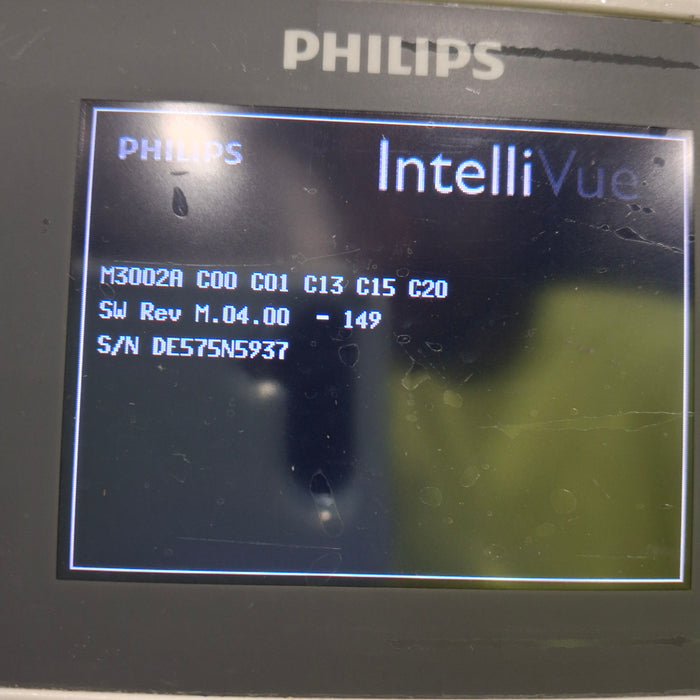 PHILIPS
PHILIPS
IntelliVue
M3002A C00 C01 C13 C15 C20
SW Rev M.04.00 - 149
S/N DE575N5937